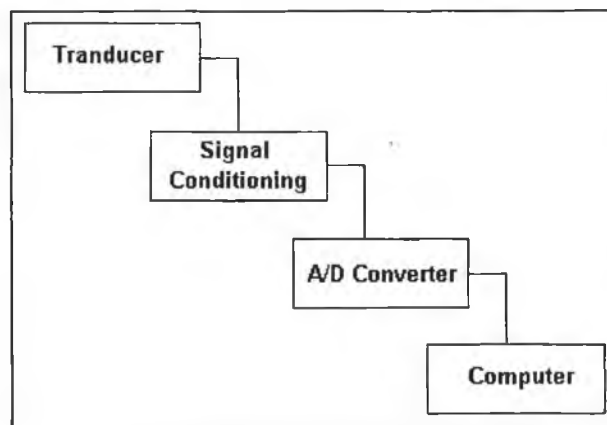 Tranducer
Signal
Conditioning
A/D Converter
Computer